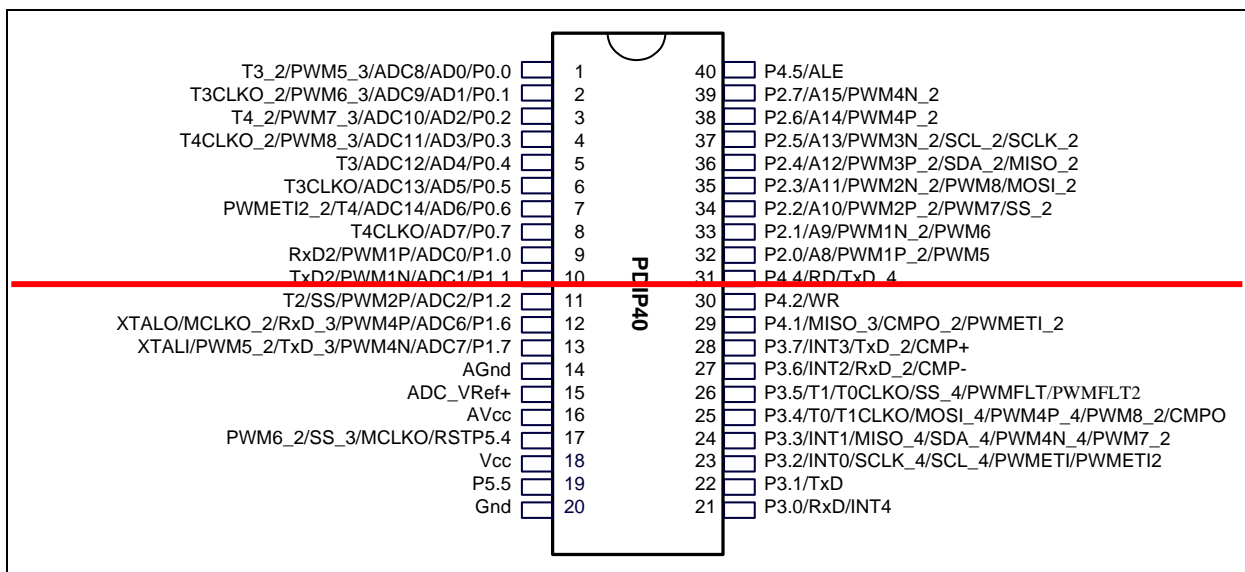 T3_2/PWM5_3/ADC8/AD0/P0.0 1 40 P4.5/ALE
T3CLKO_2/PWM6_3/ADC9/AD1/P0.1 2 39 P2.7/A15/PWM4N_2
T4_2/PWM7_3/ADC10/AD2/P0.2 3 38 P2.6/A14/PWM4P_2
T4CLKO_2/PWM8_3/ADC11/AD3/P0.3 4 37 P2.5/A13/PWM3N_2/SCL_2/SCLK_2
T3/ADC12/AD4/P0.4 5 36 P2.4/A12/PWM3P_2/SDA_2/MISO_2
T3CLKO/ADC13/AD5/P0.5 6 35 P2.3/A11/PWM2N_2/PWM8/MOSI_2
PWMETI2_2/T4/ADC14/AD6/P0.6 7 34 P2.2/A10/PWM2P_2/PWM7/SS_2
T4CLKO/AD7/P0.7 8 33 P2.1/A9/PWM1N_2/PWM6
RxD2/PWM1P/ADC0/P1.0 9 32 P2.0/A8/PWM1P_2/PWM5
TxD2/PWM1N/ADC1/P1.1 10 31 P4.4/RD/TxD_4
PDIP40
T2/SS/PWM2P/ADC2/P1.2 11 30 P4.2/WR
XTALO/MCLKO_2/RxD_3/PWM4P/ADC6/P1.6 12 29 P4.1/MISO_3/CMPO_2/PWMETI_2
XTALI/PWM5_2/TxD_3/PWM4N/ADC7/P1.7 13 28 P3.7/INT3/TxD_2/CMP+
AGnd 14 27 P3.6/INT2/RxD_2/CMP-
ADC_VRef+ 15 26 P3.5/T1/T0CLKO/SS_4/PWMFLT/PWMFLT2
AVcc 16 25 P3.4/T0/T1CLKO/MOSI_4/PWM4P_4/PWM8_2/CMPO
PWM6_2/SS_3/MCLKO/RSTP5.4 17 24 P3.3/INT1/MISO_4/SDA_4/PWM4N_4/PWM7_2
Vcc 18 23 P3.2/INT0/SCLK_4/SCL_4/PWMETI/PWMETI2
P5.5 19 22 P3.1/TxD
Gnd 20 21 P3.0/RxD/INT4